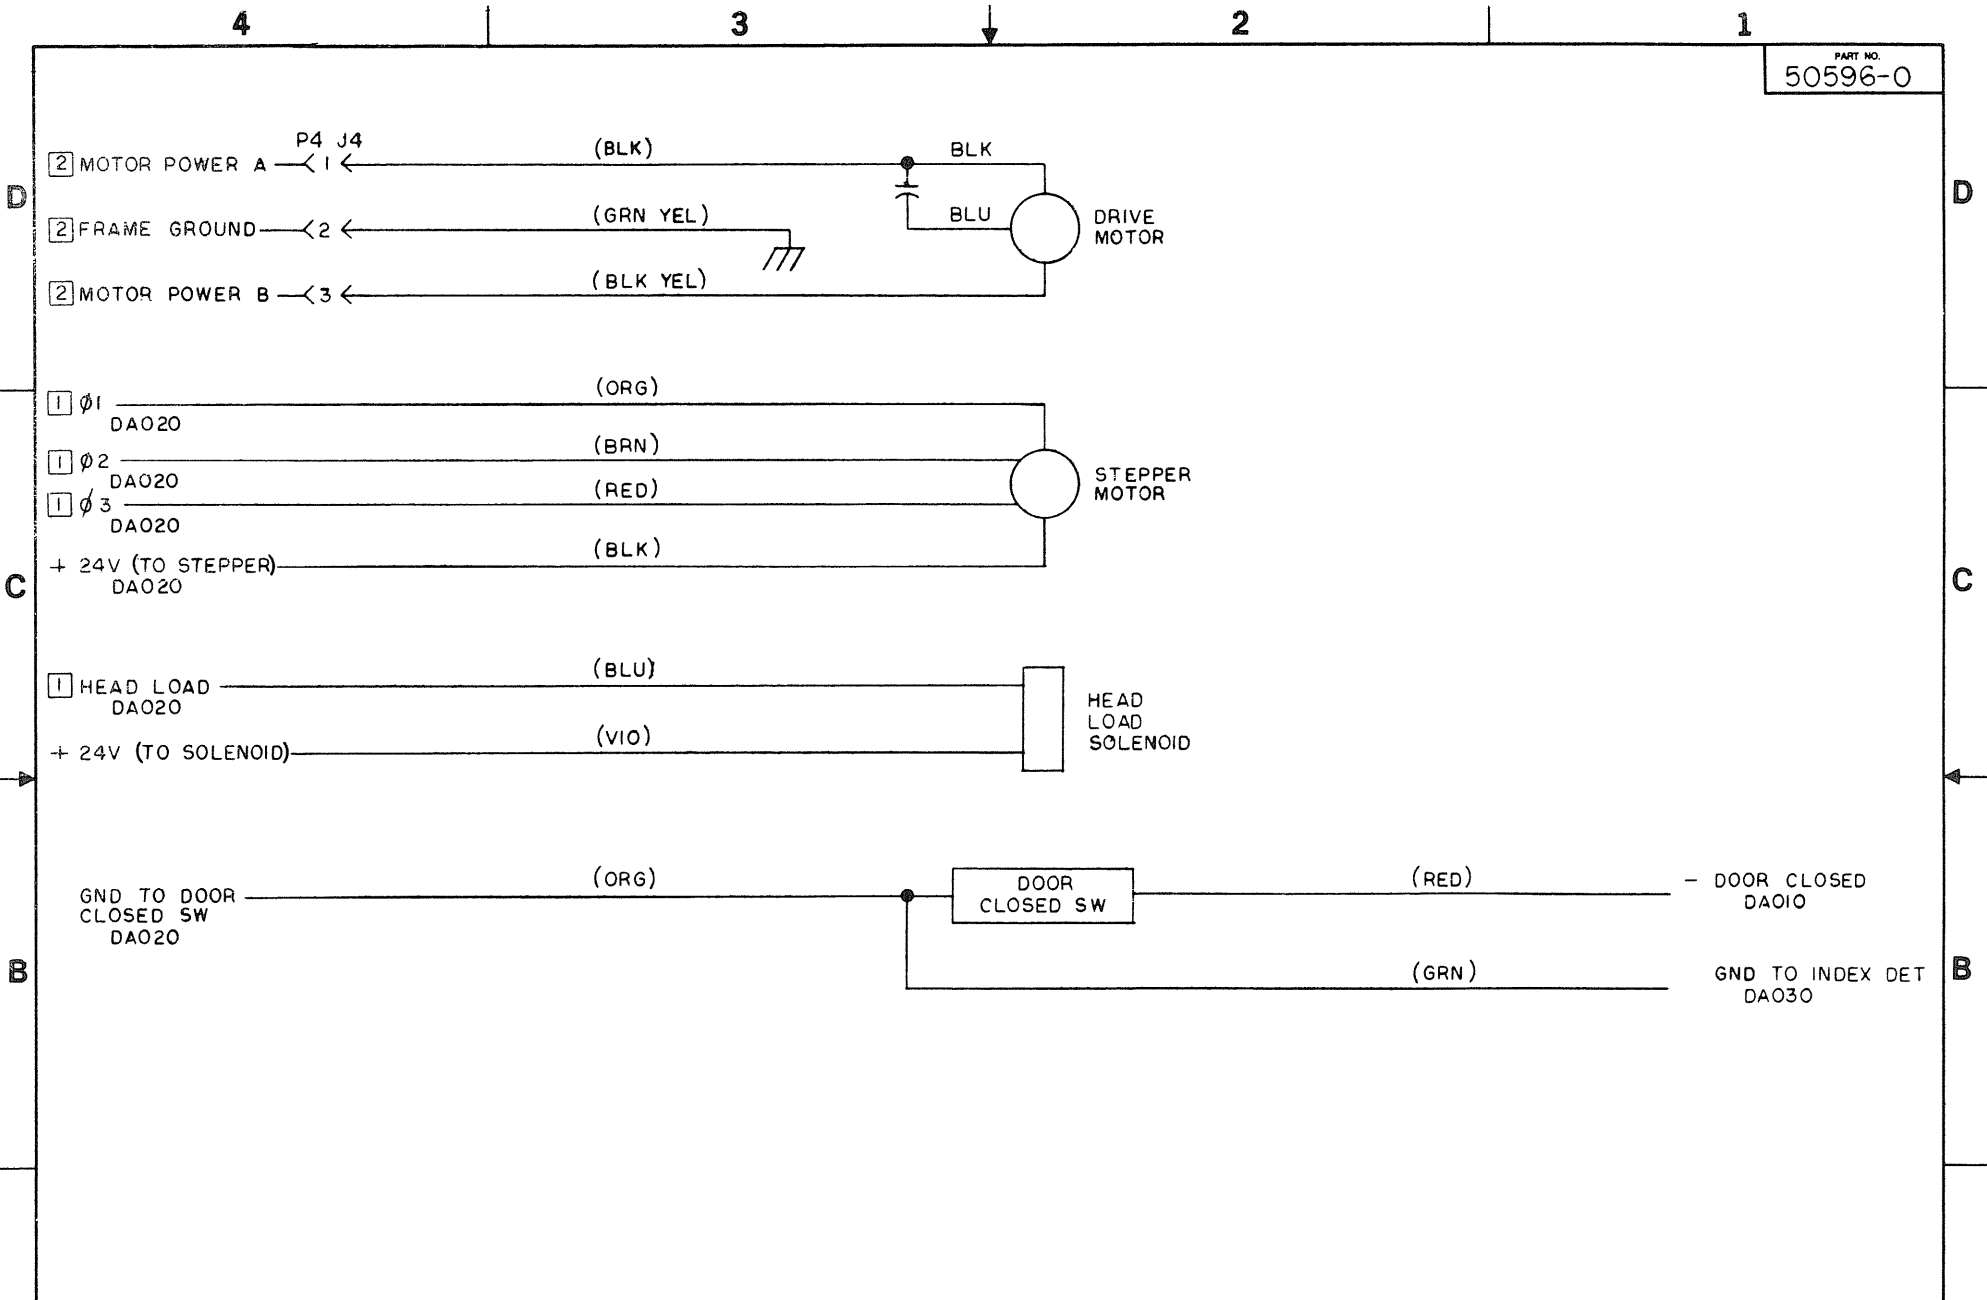 4 3 2 1
PART NO.
50596-0
P4 J4
2 MOTOR POWER A 1 (BLK) BLK
D D
2 FRAME GROUND 2 (GRN YEL) BLU DRIVE
MOTOR
2 MOTOR POWER B 3 (BLK YEL)
1 Ø1 (ORG)
DA020
1 Ø2 (BRN)
DA020
STEPPER
MOTOR
1 Ø3 (RED)
DA020
+ 24V (TO STEPPER) (BLK)
DA020
C C
1 HEAD LOAD (BLU)
DA020
HEAD
LOAD
SOLENOID
+ 24V (TO SOLENOID) (VIO)
GND TO DOOR (ORG) DOOR (RED) - DOOR CLOSED
CLOSED SW CLOSED SW DA010
DA020
B B
(GRN) GND TO INDEX DET
DA030